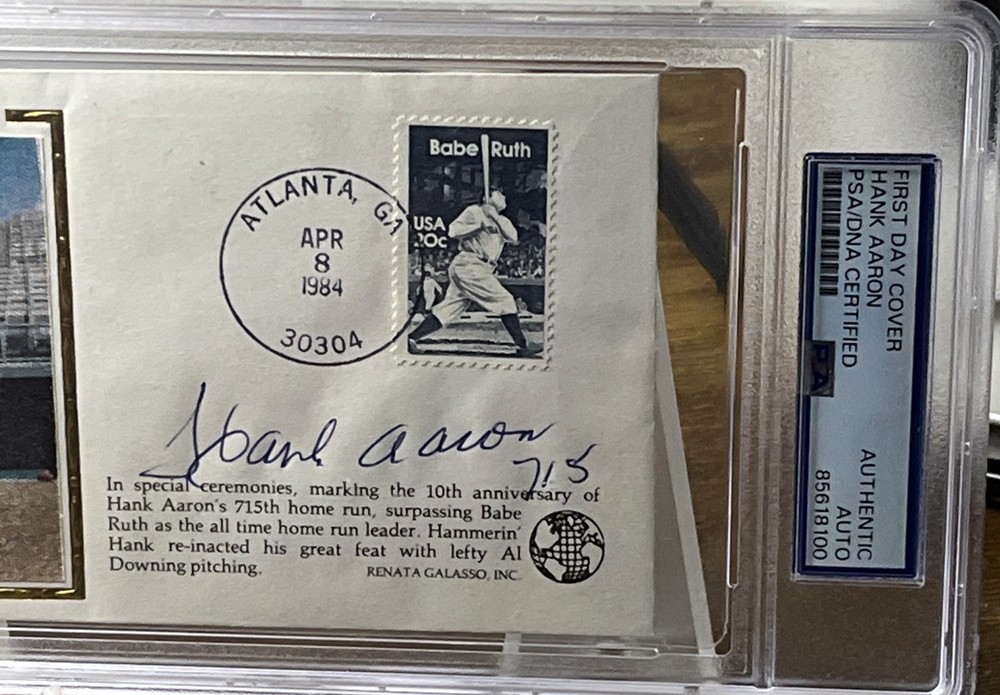 Babe Ruth
USA
20c
ATLANTA, GA
APR
8
1984
30304
Hank Aaron
715
In special ceremonies, marking the 10th anniversary of
Hank Aaron's 715th home run, surpassing Babe
Ruth as the all time home run leader. Hammerin'
Hank re-inacted his great feat with lefty Al
Downing pitching.
RENATA GALASSO, INC.
FIRST DAY COVER
HANK AARON
PSA/DNA CERTIFIED
AUTHENTIC
AUTO
85618100